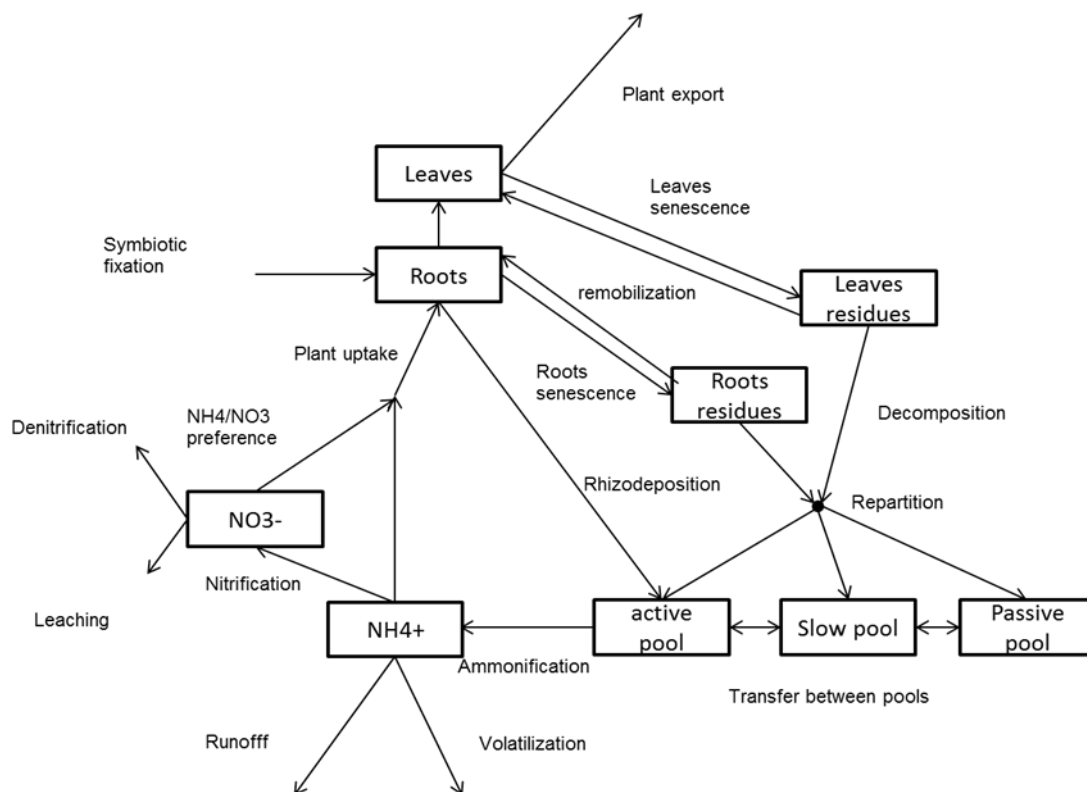 Plant export
Leaves
Leaves
senescence
Symbiotic
fixation
Roots
remobilization
Leaves
residues
Plant uptake
Roots
senescence
Roots
residues
NH4/NO3
preference
Decomposition
Denitrification
Rhizodeposition
Repartition
NO3-
Nitrification
Leaching
NH4+
active
pool
Slow pool
Passive
pool
Ammonification
Transfer between pools
Runofff
Volatilization